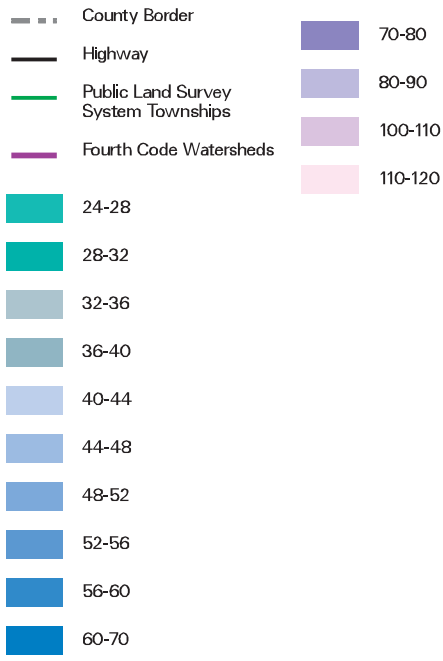 County Border
Highway
Public Land Survey
System Townships
Fourth Code Watersheds
24-28
28-32
32-36
36-40
40-44
44-48
48-52
52-56
56-60
60-70
70-80
80-90
100-110
110-120